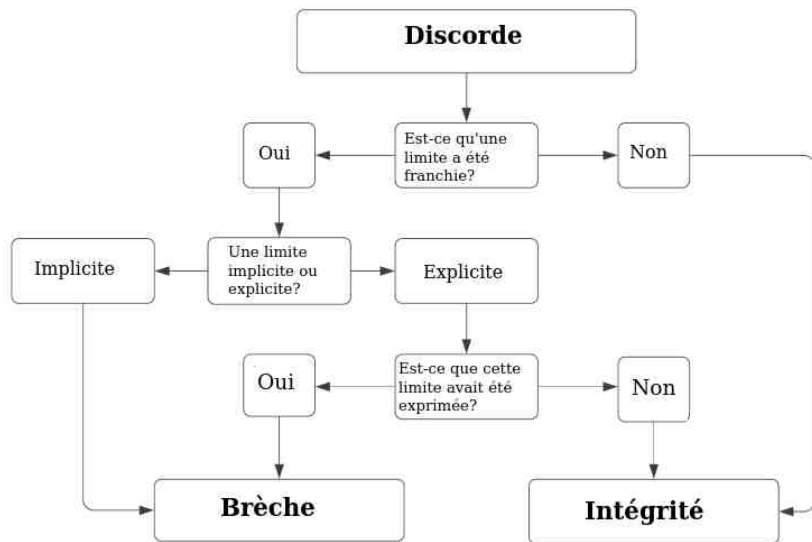 Discorde
Oui
Est-ce qu'une
limite a été
franchie?
Non
Implicite
Une limite
implicite ou
explicite?
Explicite
Oui
Est-ce que cette
limite avait été
exprimée?
Non
Brèche
Intégrité